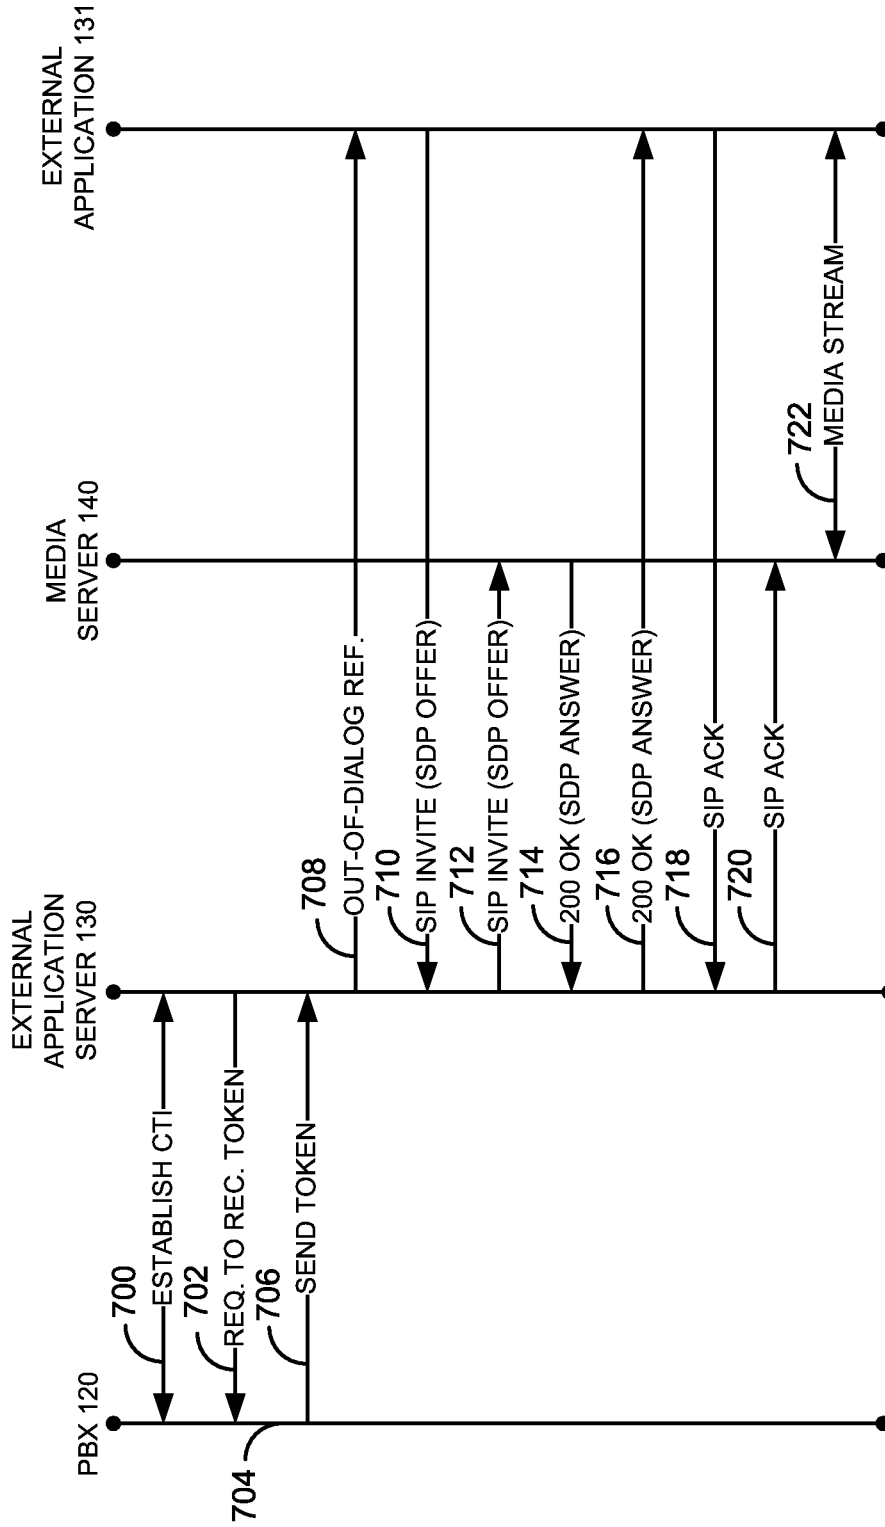 PBX 120
EXTERNAL
APPLICATION
SERVER 130
MEDIA
SERVER 140
EXTERNAL
APPLICATION 131
700
ESTABLISH CTI
702
REQ. TO REC. TOKEN
704
706
SEND TOKEN
708
OUT-OF-DIALOG REF.
710
SIP INVITE (SDP OFFER)
712
SIP INVITE (SDP OFFER)
714
200 OK (SDP ANSWER)
716
200 OK (SDP ANSWER)
718
SIP ACK
720
SIP ACK
722
MEDIA STREAM